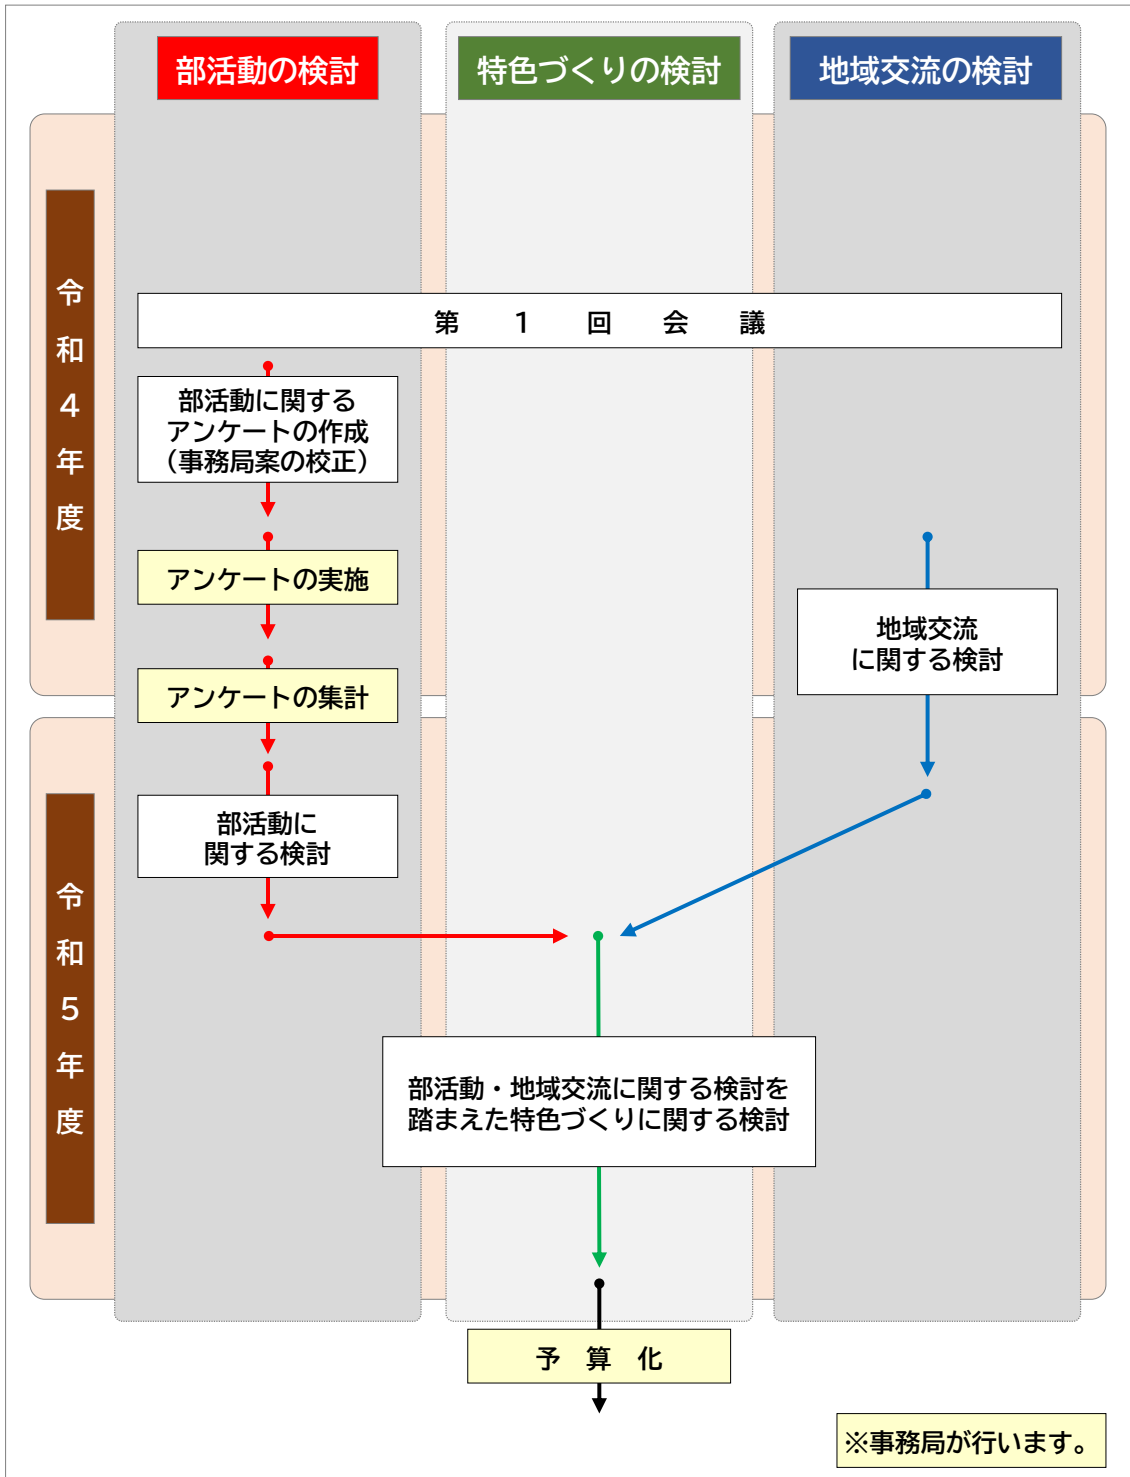 部活動の検討
特色づくりの検討
地域交流の検討
令和4年度
第1回会議
部活動に関する
アンケートの作成
（事務局案の校正）
アンケートの実施
アンケートの集計
地域交流
に関する検討
令和5年度
部活動に
関する検討
部活動・地域交流に関する検討を
踏まえた特色づくりに関する検討
予算化
※事務局が行います。